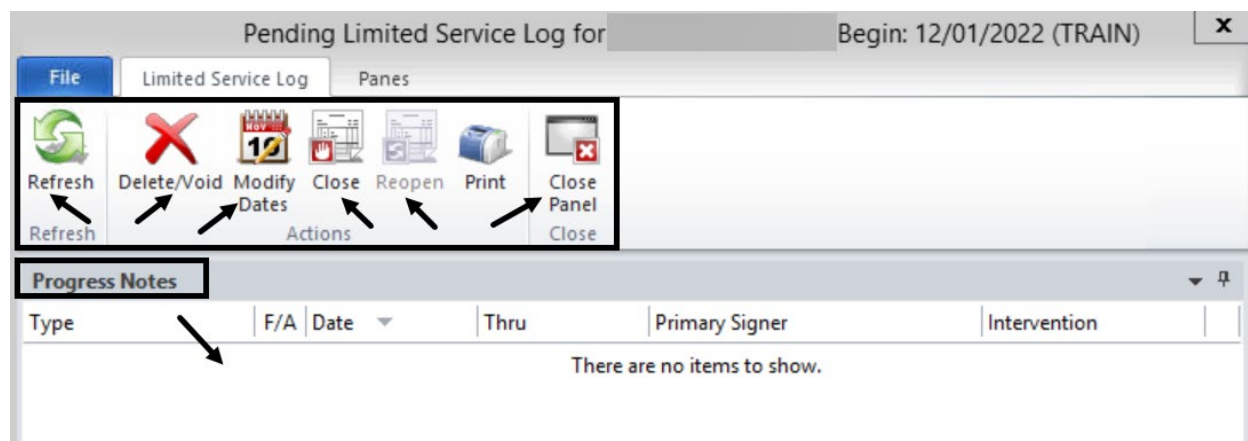 Pending Limited Service Log for Begin: 12/01/2022 (TRAIN) X
File Limited Service Log Panes
NOV
19
Refresh Delete/Void Modify Dates Close Reopen Print Close Panel
Refresh Actions Close
Progress Notes
Type F/A Date Thru Primary Signer Intervention
There are no items to show.